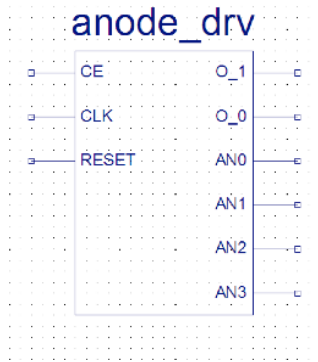 anode_drv
CE O_1
CLK O_0
RESET AN0
AN1
AN2
AN3